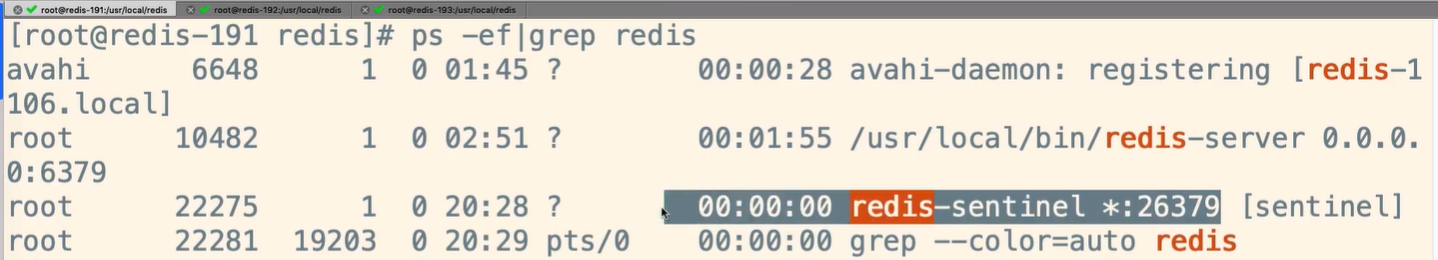 root@redis-191:/usr/local/redis root@redis-192:/usr/local/redis root@redis-193:/usr/local/redis
[root@redis-191 redis]# ps -ef|grep redis
avahi 6648 1 0 01:45 ? 00:00:28 avahi-daemon: registering [redis-1
106.local]
root 10482 1 0 02:51 ? 00:01:55 /usr/local/bin/redis-server 0.0.0.
0:6379
root 22275 1 0 20:28 ? 00:00:00 redis-sentinel *:26379 [sentinel]
root 22281 19203 0 20:29 pts/0 00:00:00 grep --color=auto redis